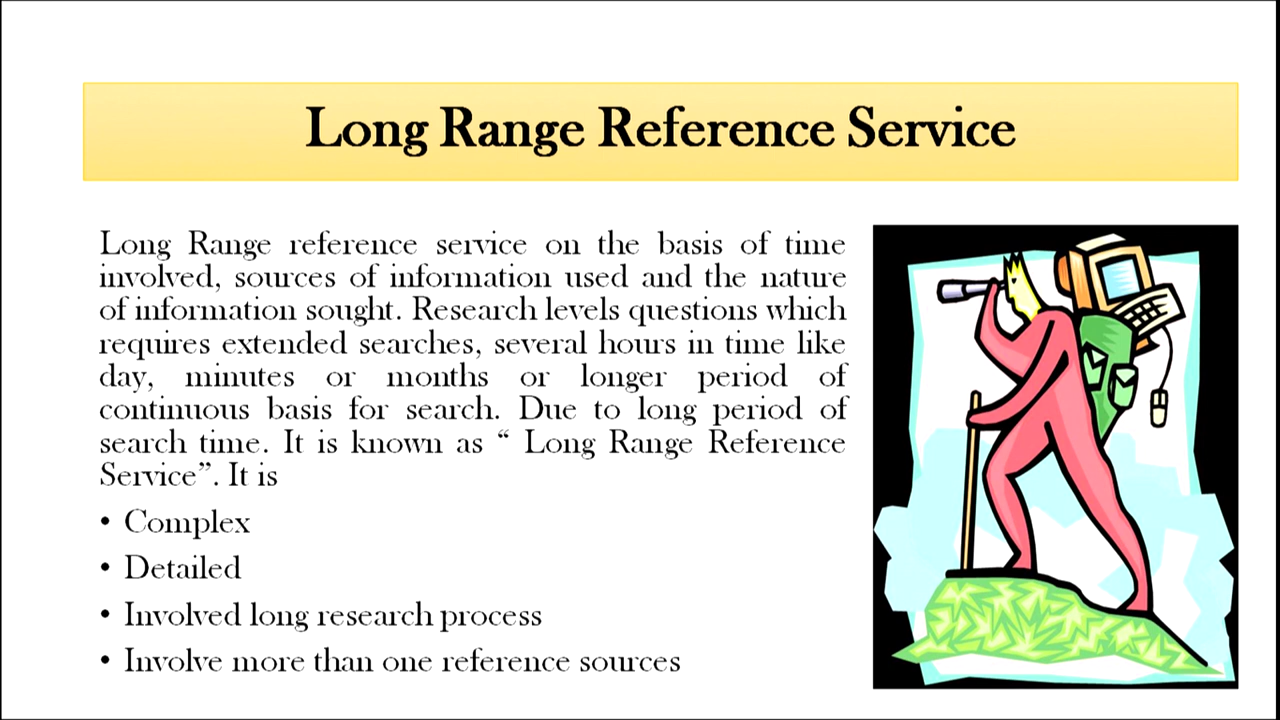 Long Range Reference Service
Long Range reference service on the basis of time
involved, sources of information used and the nature
of information sought. Research levels questions which
requires extended searches, several hours in time like
day, minutes or months or longer period of
continuous basis for search. Due to long period of
search time. It is known as “ Long Range Reference
Service”. It is
• Complex
• Detailed
• Involved long research process
• Involve more than one reference sources